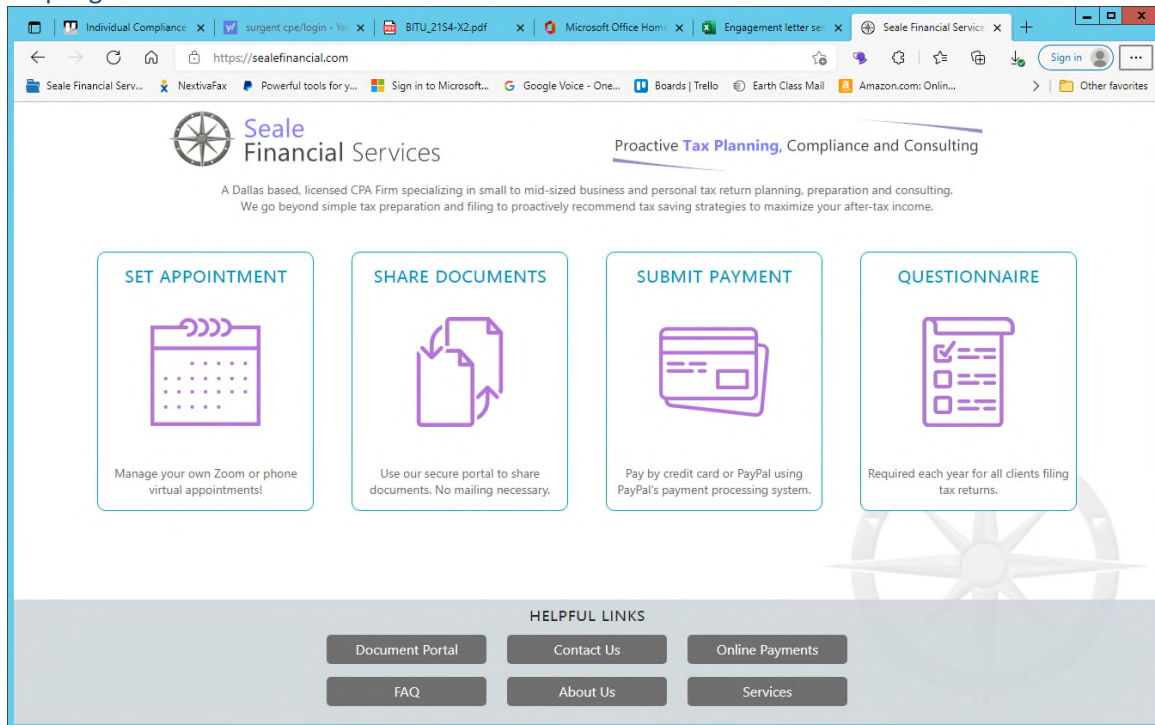 Individual Compliance
surgent cpe/login - Ya
BITU_21S4-X2.pdf
Microsoft Office Home
Engagement letter ser
Seale Financial Service
https://sealefinancial.com
Sign in
Seale Financial Serv...
NextivaFax
Powerful tools for y...
Sign in to Microsoft...
Google Voice - One...
Boards | Trello
Earth Class Mail
Amazon.com: Onlin...
Other favorites
Seale
Financial Services
Proactive Tax Planning, Compliance and Consulting
A Dallas based, licensed CPA Firm specializing in small to mid-sized business and personal tax return planning, preparation and consulting.
We go beyond simple tax preparation and filing to proactively recommend tax saving strategies to maximize your after-tax income.
SET APPOINTMENT
Manage your own Zoom or phone
virtual appointments!
SHARE DOCUMENTS
Use our secure portal to share
documents. No mailing necessary.
SUBMIT PAYMENT
Pay by credit card or PayPal using
PayPal's payment processing system.
QUESTIONNAIRE
Required each year for all clients filing
tax returns.
HELPFUL LINKS
Document Portal
Contact Us
Online Payments
FAQ
About Us
Services